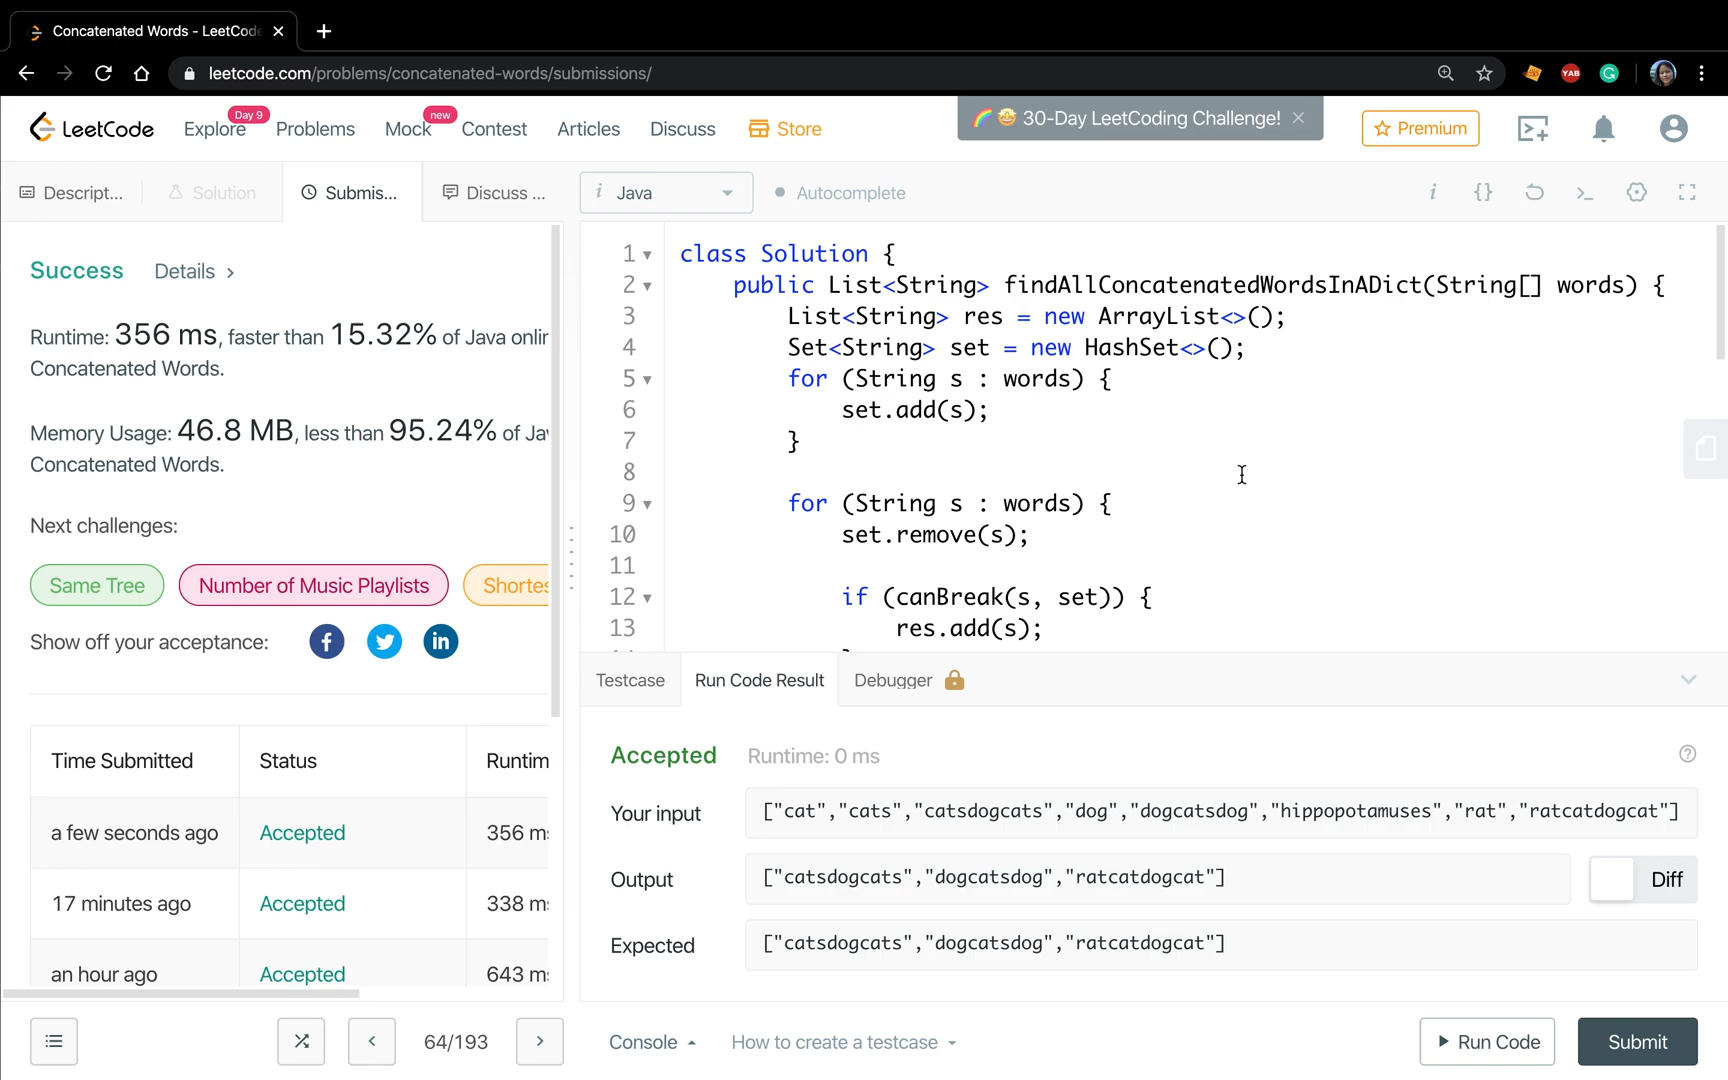 Concatenated Words - LeetCode
leetcode.com/problems/concatenated-words/submissions/
YAB
LeetCode
Explore
Day 9
Problems
Mock
new
Contest
Articles
Discuss
Store
🌈 🤩 30-Day LeetCoding Challenge!
Premium
Descript...
Solution
Submis...
Discuss ...
i Java
Autocomplete
Success
Details >
Runtime: 356 ms, faster than 15.32% of Java onlir
Concatenated Words.
Memory Usage: 46.8 MB, less than 95.24% of Ja
Concatenated Words.
Next challenges:
Same Tree
Number of Music Playlists
Shortes
Show off your acceptance:
Time Submitted Status Runtim
a few seconds ago Accepted 356 m
17 minutes ago Accepted 338 m
an hour ago Accepted 643 m
64/193
1 class Solution {
2 public List<String> findAllConcatenatedWordsInADict(String[] words) {
3 List<String> res = new ArrayList<>();
4 Set<String> set = new HashSet<>();
5 for (String s : words) {
6 set.add(s);
7 }
8
9 for (String s : words) {
10 set.remove(s);
11
12 if (canBreak(s, set)) {
13 res.add(s);
Testcase
Run Code Result
Debugger
Accepted Runtime: 0 ms
Your input ["cat","cats","catsdogcats","dog","dogcatsdog","hippopotamuses","rat","ratcatdogcat"]
Output ["catsdogcats","dogcatsdog","ratcatdogcat"]
Diff
Expected ["catsdogcats","dogcatsdog","ratcatdogcat"]
Console
How to create a testcase
Run Code
Submit